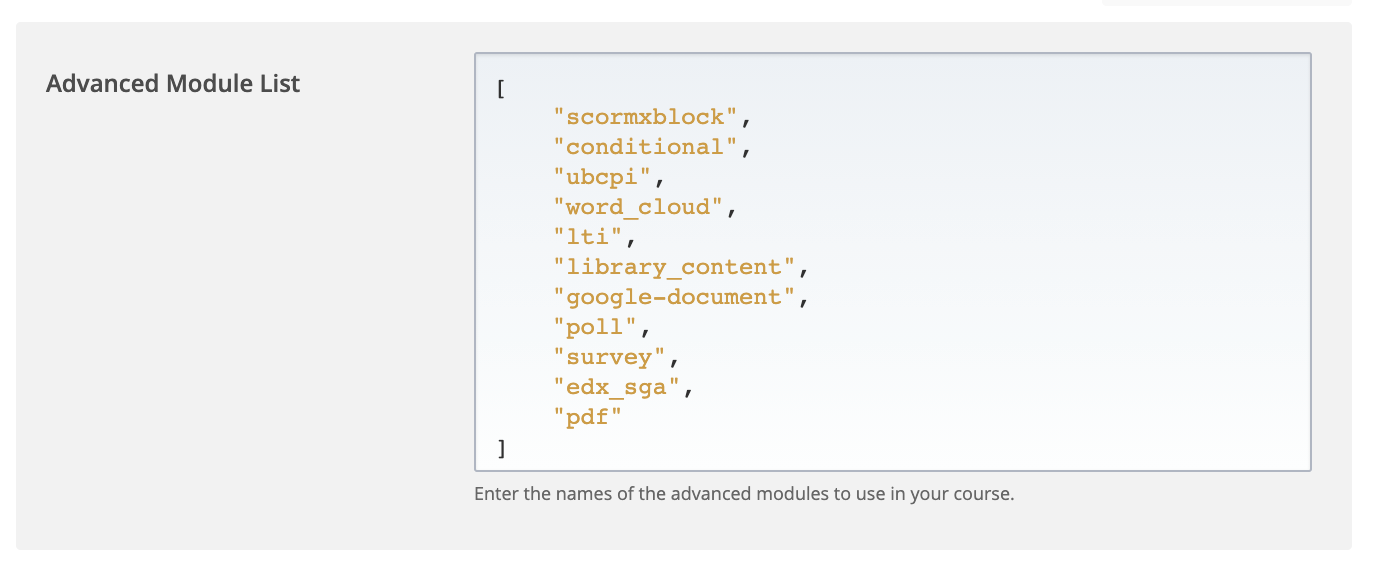 Advanced Module List
[
"scormxblock",
"conditional",
"ubcpi",
"word_cloud",
"lti",
"library_content",
"google-document",
"poll",
"survey",
"edx_sga",
"pdf"
]
Enter the names of the advanced modules to use in your course.